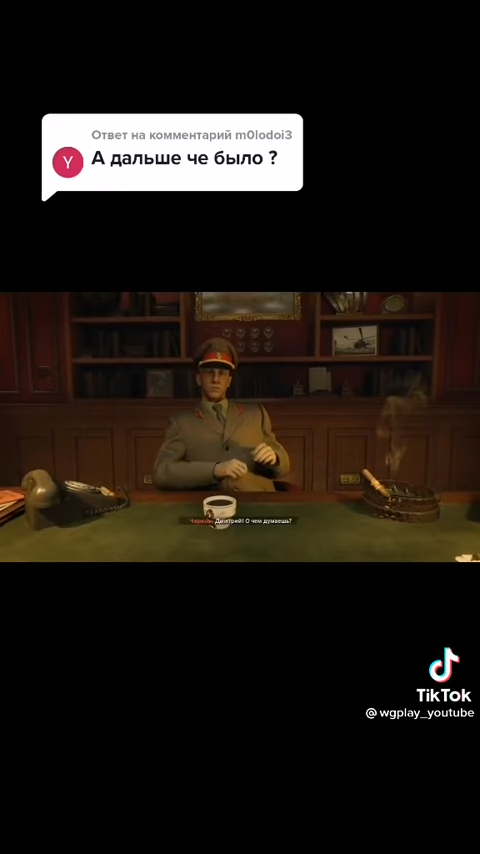 Ответ на комментарий m0lodoi3
Y
А дальше че было ?
Дмитрий! О чем думаешь?
TikTok
@wgplay_youtube